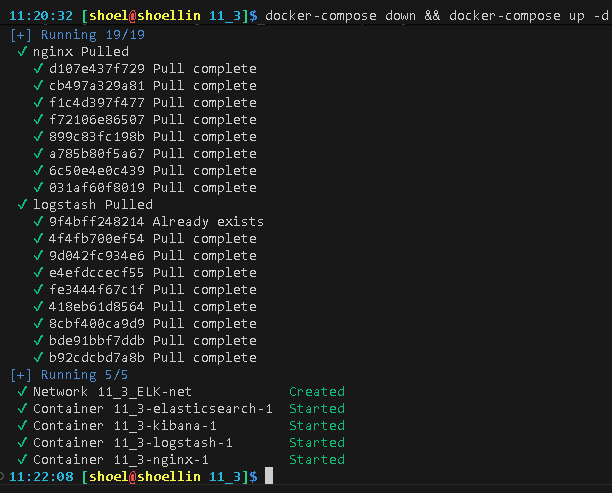 11:20:32 [shoel@shoellin 11_3]$ docker-compose down && docker-compose up -d
[+] Running 19/19
✓ nginx Pulled
✓ d107e437f729 Pull complete
✓ cb497a329a81 Pull complete
✓ f1c4d397f477 Pull complete
✓ f72106e86507 Pull complete
✓ 899c83fc198b Pull complete
✓ a785b80f5a67 Pull complete
✓ 6c50e4e0c439 Pull complete
✓ 031af60f8019 Pull complete
✓ logstash Pulled
✓ 9f4bff248214 Already exists
✓ 4f4fb700ef54 Pull complete
✓ 9d042fc934e6 Pull complete
✓ e4efdccecf55 Pull complete
✓ fe3444f67c1f Pull complete
✓ 418eb61d8564 Pull complete
✓ 8cbf400ca9d9 Pull complete
✓ bde91bbf7ddb Pull complete
✓ b92cdcbd7a8b Pull complete
[+] Running 5/5
✓ Network 11_3_ELK-net Created
✓ Container 11_3-elasticsearch-1 Started
✓ Container 11_3-kibana-1 Started
✓ Container 11_3-logstash-1 Started
✓ Container 11_3-nginx-1 Started
11:22:08 [shoel@shoellin 11_3]$